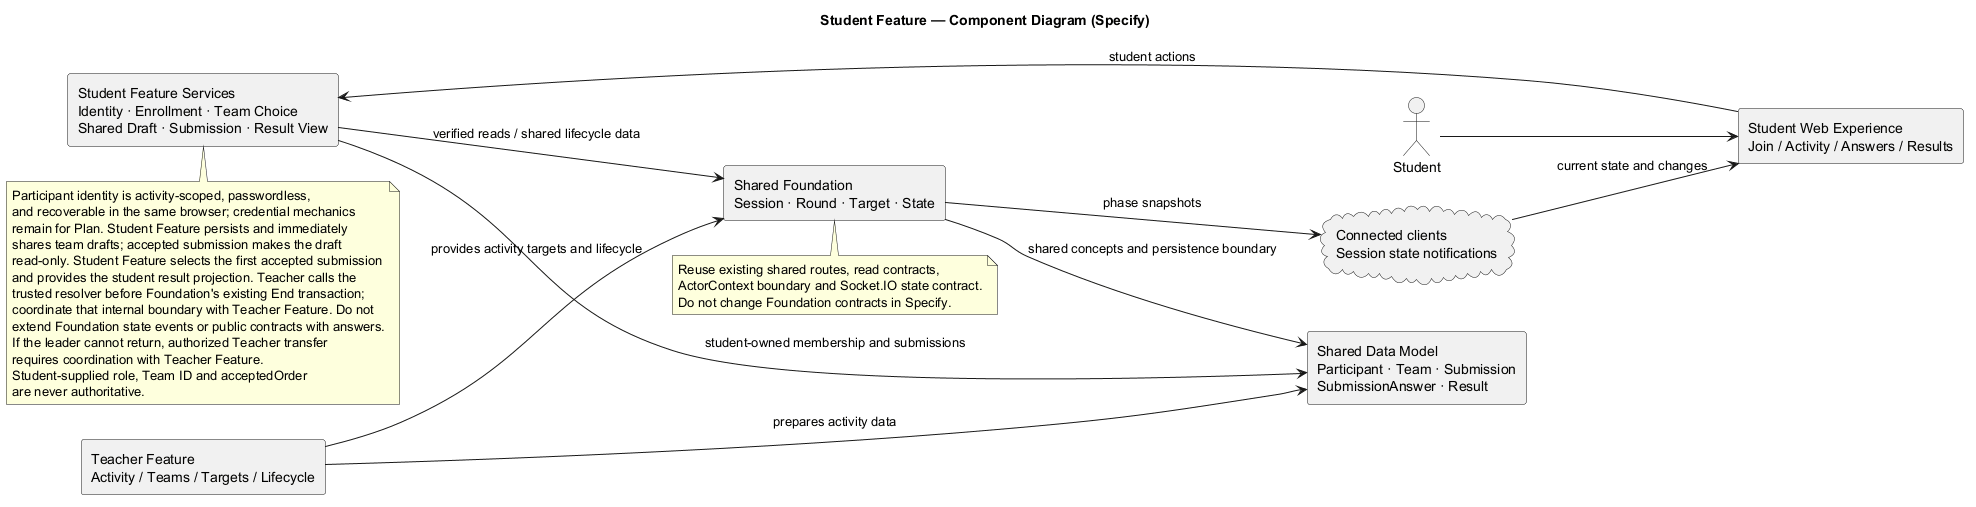 Student Feature — Component Diagram (Specify)
student actions
Student Feature Services
Identity · Enrollment · Team Choice
Shared Draft · Submission · Result View
Student
Student Web Experience
Join / Activity / Answers / Results
verified reads / shared lifecycle data
current state and changes
Shared Foundation
Session · Round · Target · State
phase snapshots
Connected clients
Session state notifications
Participant identity is activity-scoped, passwordless,
and recoverable in the same browser; credential mechanics
remain for Plan. Student Feature persists and immediately
shares team drafts; accepted submission makes the draft
read-only. Student Feature selects the first accepted submission
and provides the student result projection. Teacher calls the
trusted resolver before Foundation's existing End transaction;
coordinate that internal boundary with Teacher Feature. Do not
extend Foundation state events or public contracts with answers.
If the leader cannot return, authorized Teacher transfer
requires coordination with Teacher Feature.
Student-supplied role, Team ID and acceptedOrder
are never authoritative.
provides activity targets and lifecycle
shared concepts and persistence boundary
Reuse existing shared routes, read contracts,
ActorContext boundary and Socket.IO state contract.
Do not change Foundation contracts in Specify.
student-owned membership and submissions
Shared Data Model
Participant · Team · Submission
SubmissionAnswer · Result
prepares activity data
Teacher Feature
Activity / Teams / Targets / Lifecycle